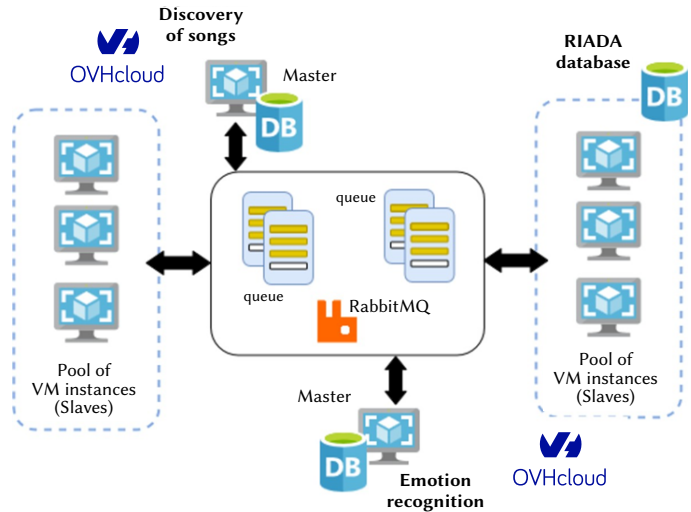 Discovery
of songs
OVHcloud
Master
DB
RIADA
database
DB
queue
queue
RabbitMQ
Pool of
VM instances
(Slaves)
Pool of
VM instances
(Slaves)
Master
DB
Emotion
recognition
OVHcloud